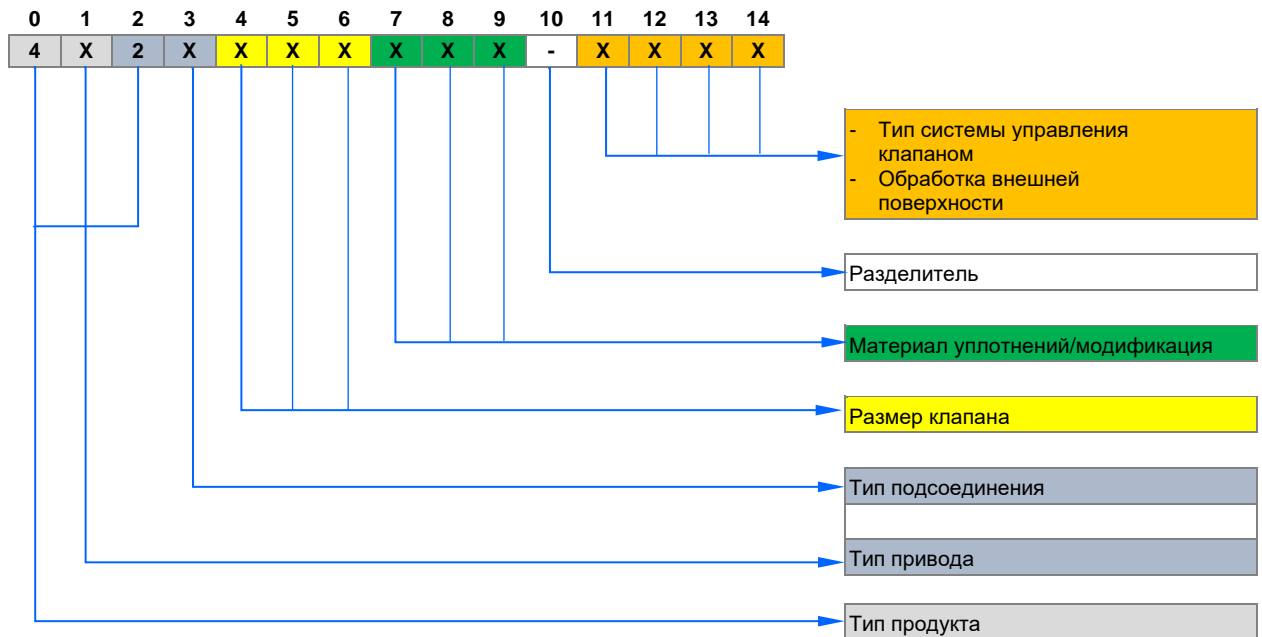 0 1 2 3 4 5 6 7 8 9 10 11 12 13 14
4 X 2 X X X X X X X - X X X X
- Тип системы управления
клапаном
- Обработка внешней
поверхности
Разделитель
Материал уплотнений/модификация
Размер клапана
Тип подсоединения
Тип привода
Тип продукта